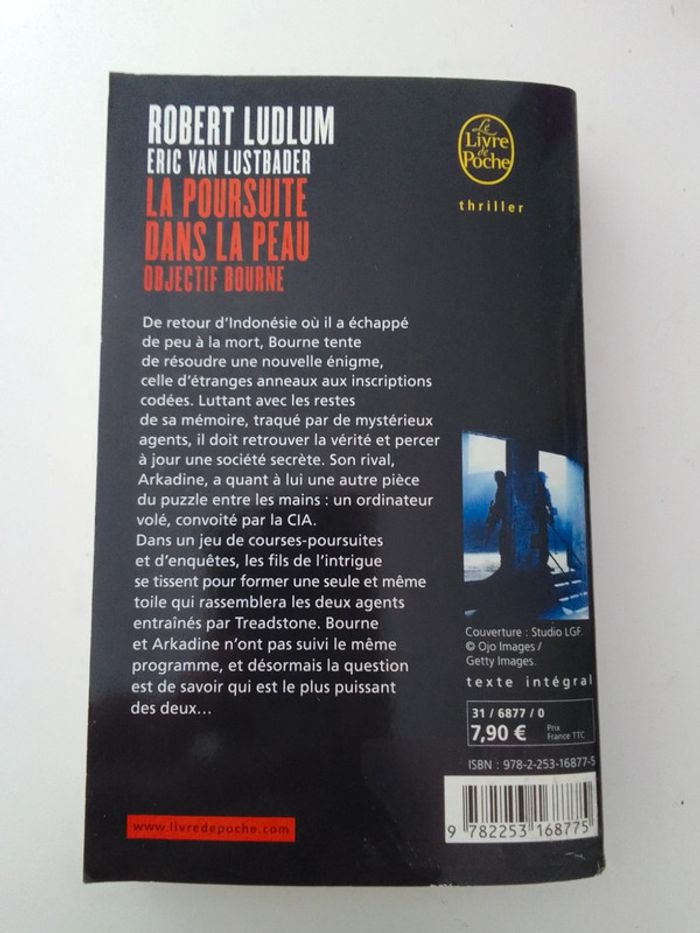 ROBERT LUDLUM
ERIC VAN LUSTBADER
LA POURSUITE
DANS LA PEAU
OBJECTIF BOURNE
Le
Livre
de
Poche
thriller
De retour d'Indonésie où il a échappé
de peu à la mort, Bourne tente
de résoudre une nouvelle énigme,
celle d'étranges anneaux aux inscriptions
codées. Luttant avec les restes
de sa mémoire, traqué par de mystérieux
agents, il doit retrouver la vérité et percer
à jour une société secrète. Son rival,
Arkadine, a quant à lui une autre pièce
du puzzle entre les mains : un ordinateur
volé, convoité par la CIA.
Dans un jeu de courses-poursuites
et d'enquêtes, les fils de l'intrigue
se tissent pour former une seule et même
toile qui rassemblera les deux agents
entraînés par Treadstone. Bourne
et Arkadine n'ont pas suivi le même
programme, et désormais la question
est de savoir qui est le plus puissant
des deux...
Couverture : Studio LGF.
© Ojo Images /
Getty Images.
texte intégral
31 / 6877 / 0
7,90 € Prix
France TTC
ISBN : 978-2-253-16877-5
9 782253 168775
www.livredepoche.com